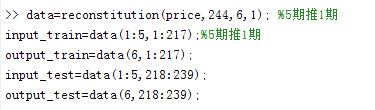 >> data=reconstitution(price,244,6,1); %5期推1期
input_train=data(1:5,1:217);%5期推1期
output_train=data(6,1:217);
input_test=data(1:5,218:239);
output_test=data(6,218:239);